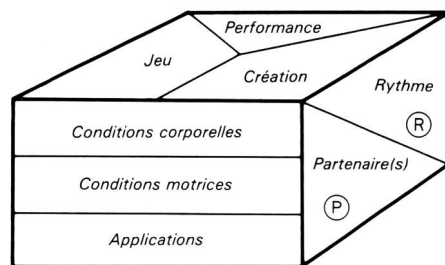 Performance
Jeu
Création
Rythme
R
Conditions corporelles
Partenaire(s)
Conditions motrices
P
Applications